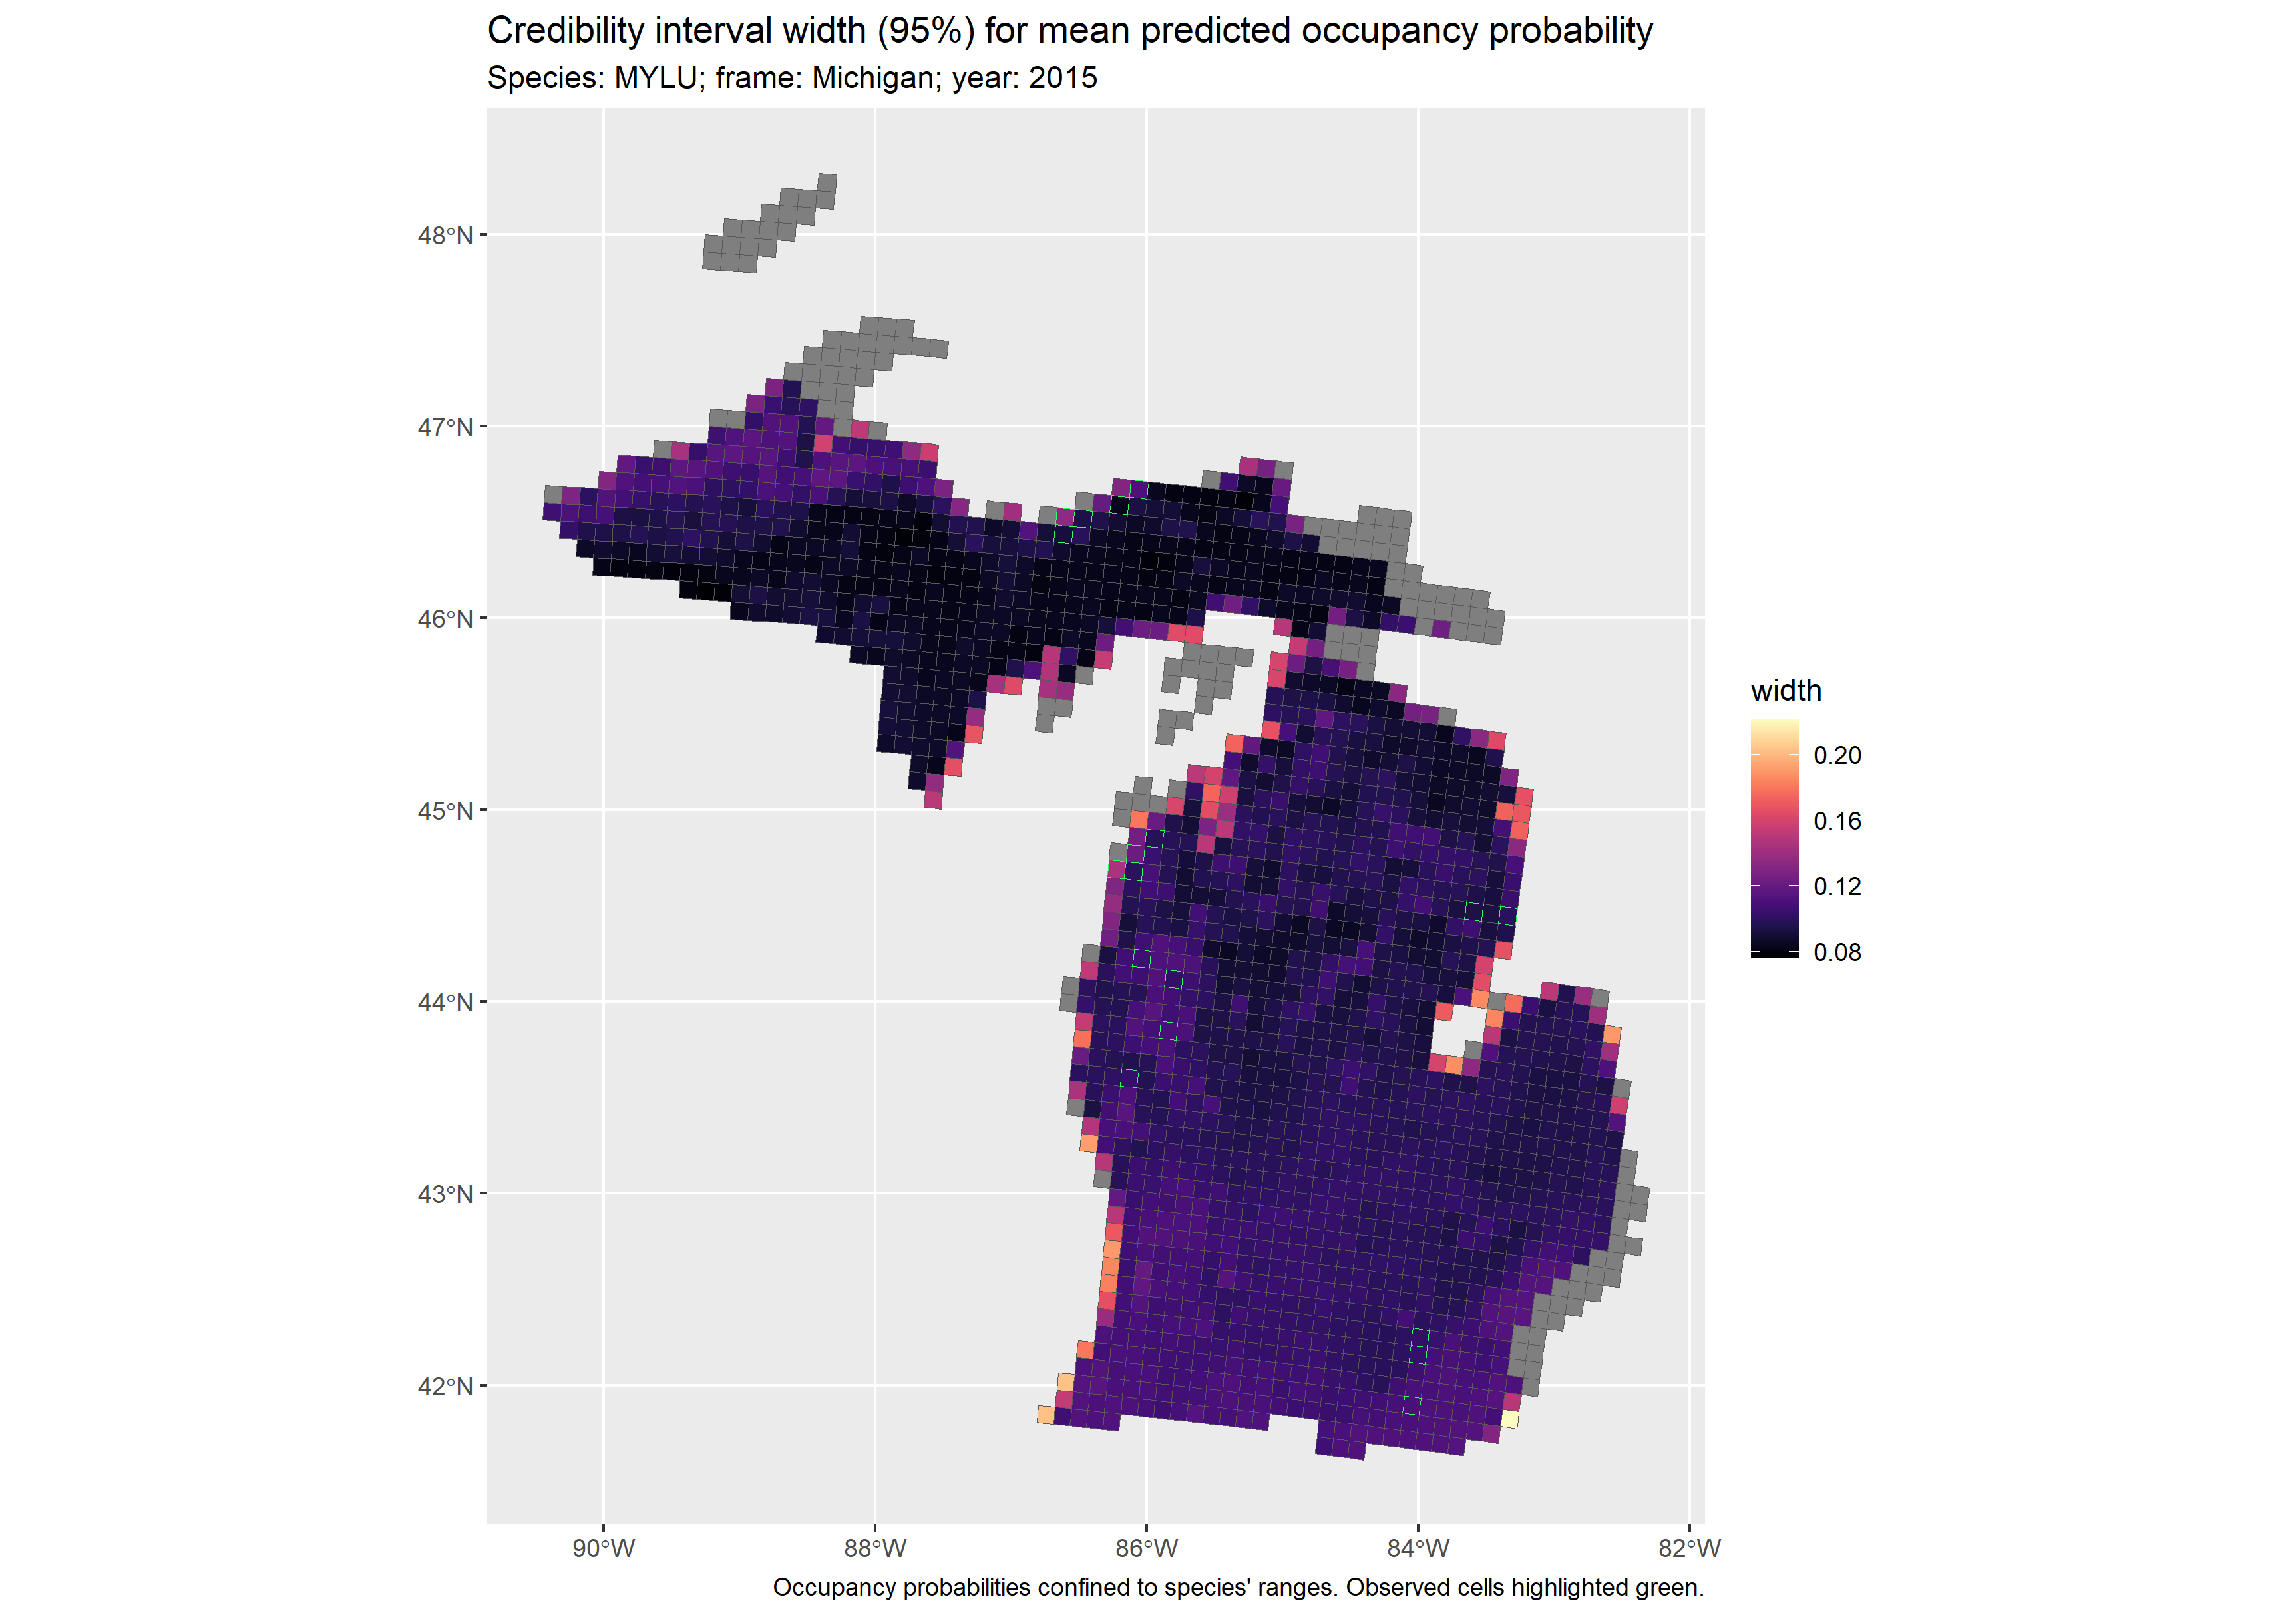 Credibility interval width (95%) for mean predicted occupancy probability
Species: MYLU; frame: Michigan; year: 2015
48°N
47°N
46°N
45°N
44°N
43°N
42°N
90°W
88°W
86°W
84°W
82°W
width
0.20
0.16
0.12
0.08
Occupancy probabilities confined to species' ranges. Observed cells highlighted green.